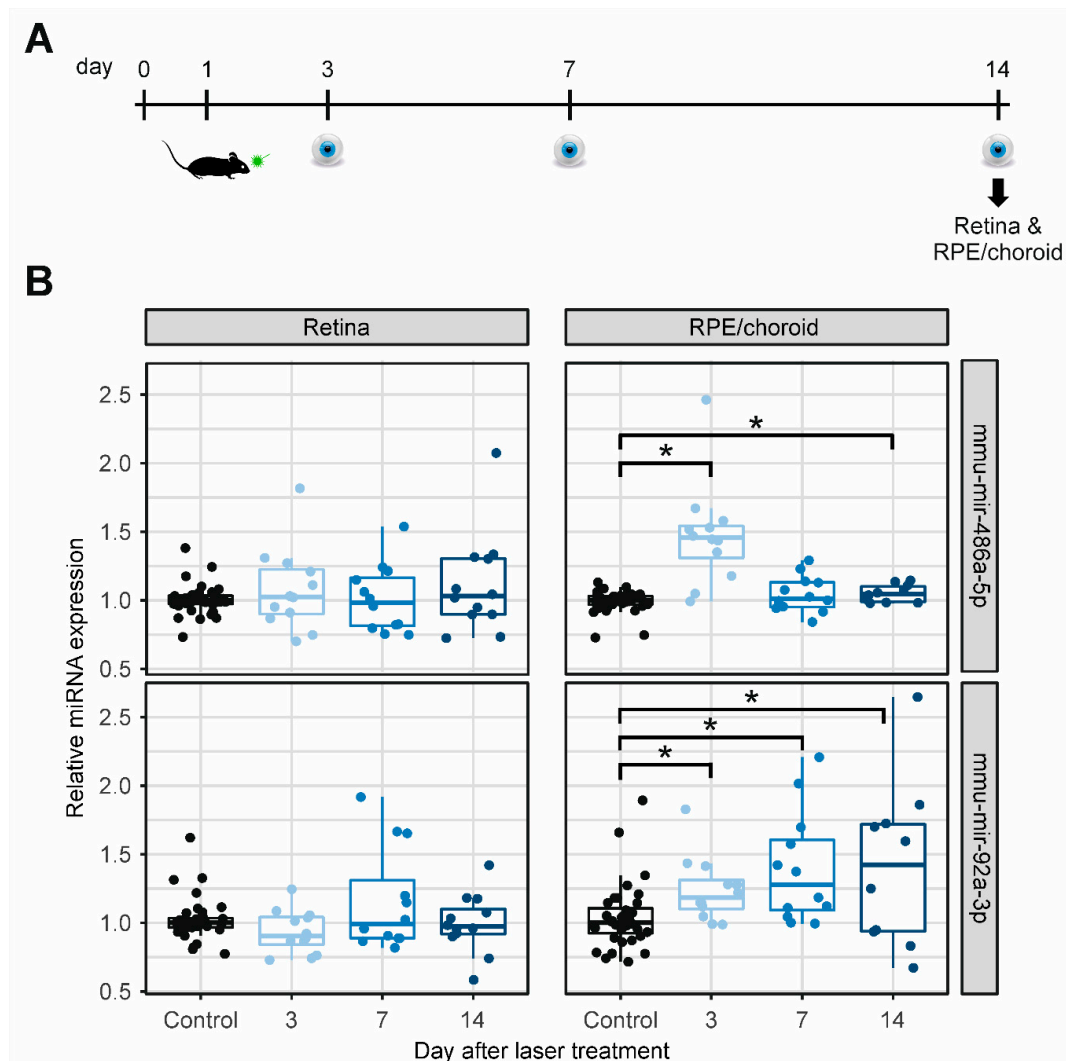 A
day 0 1 3 7 14
Retina &
RPE/choroid
B
Retina RPE/choroid
Relative miRNA expression
2.5
2.0
1.5
1.0
0.5
* *
mmu-mir-486a-5p
2.5
2.0
1.5
1.0
0.5
* * *
mmu-mir-92a-3p
Control 3 7 14 Control 3 7 14
Day after laser treatment